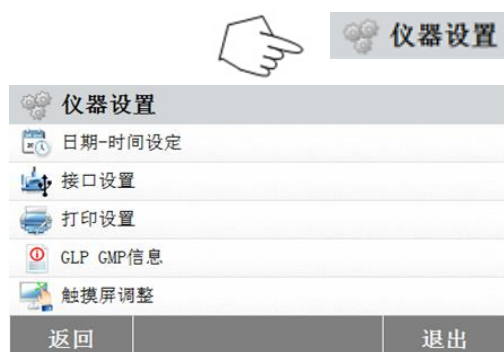 仪器设置
仪器设置
日期-时间设定
接口设置
打印设置
GLP GMP信息
触摸屏调整
返回
退出